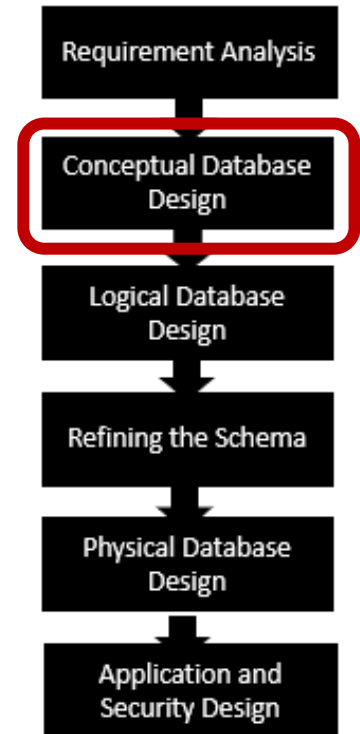 Requirement Analysis
Conceptual Database
Design
Logical Database
Design
Refining the Schema
Physical Database
Design
Application and
Security Design